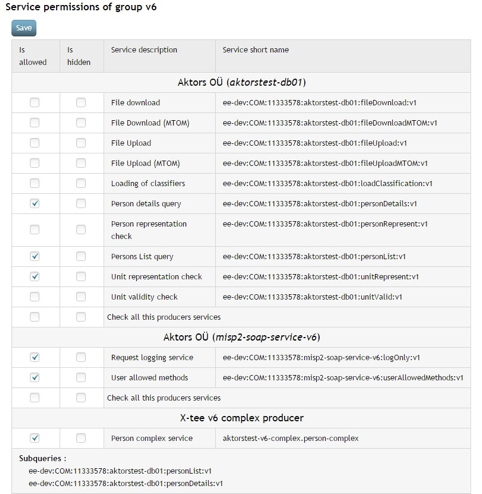 Service permissions of group v6
Save
Is allowed Is hidden Service description Service short name
Aktors OÜ (aktorstest-db01)
File download ee-dev:COM:11333578:aktorstest-db01:fileDownload:v1
File Download (MTOM) ee-dev:COM:11333578:aktorstest-db01:fileDownloadMTOM:v1
File Upload ee-dev:COM:11333578:aktorstest-db01:fileUpload:v1
File Upload (MTOM) ee-dev:COM:11333578:aktorstest-db01:fileUploadMTOM:v1
Loading of classifiers ee-dev:COM:11333578:aktorstest-db01:loadClassification:v1
Person details query ee-dev:COM:11333578:aktorstest-db01:personDetails:v1
Person representation check ee-dev:COM:11333578:aktorstest-db01:personRepresent:v1
Persons List query ee-dev:COM:11333578:aktorstest-db01:personList:v1
Unit representation check ee-dev:COM:11333578:aktorstest-db01:unitRepresent:v1
Unit validity check ee-dev:COM:11333578:aktorstest-db01:unitValid:v1
Check all this producers services
Aktors OÜ (misp2-soap-service-v6)
Request logging service ee-dev:COM:11333578:misp2-soap-service-v6:logOnly:v1
User allowed methods ee-dev:COM:11333578:misp2-soap-service-v6:userAllowedMethods:v1
Check all this producers services
X-tee v6 complex producer
Person complex service aktorstest-v6-complex.person-complex
Subqueries :
ee-dev:COM:11333578:aktorstest-db01:personList:v1
ee-dev:COM:11333578:aktorstest-db01:personDetails:v1